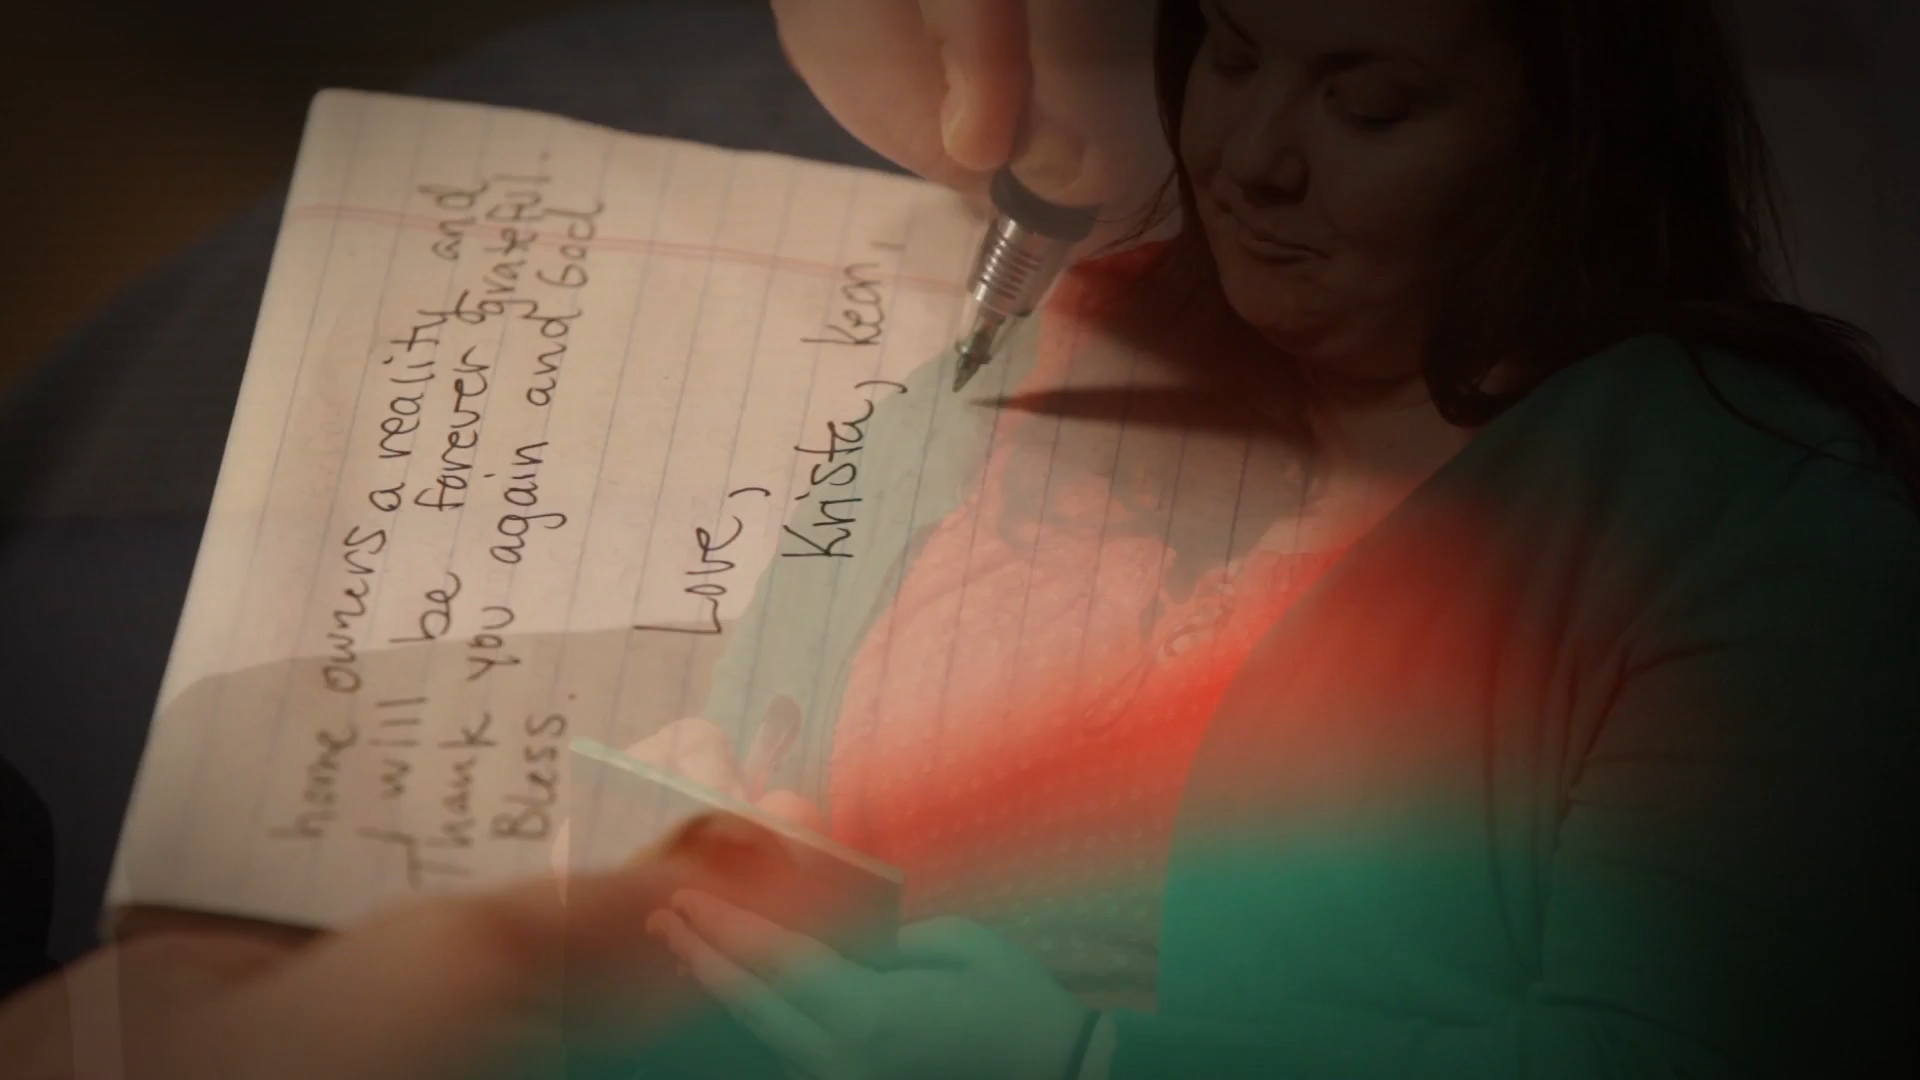 home owners a reality and
I will be forever grateful.
Thank you again and God
Bless.
Love,
Krista, Kean,